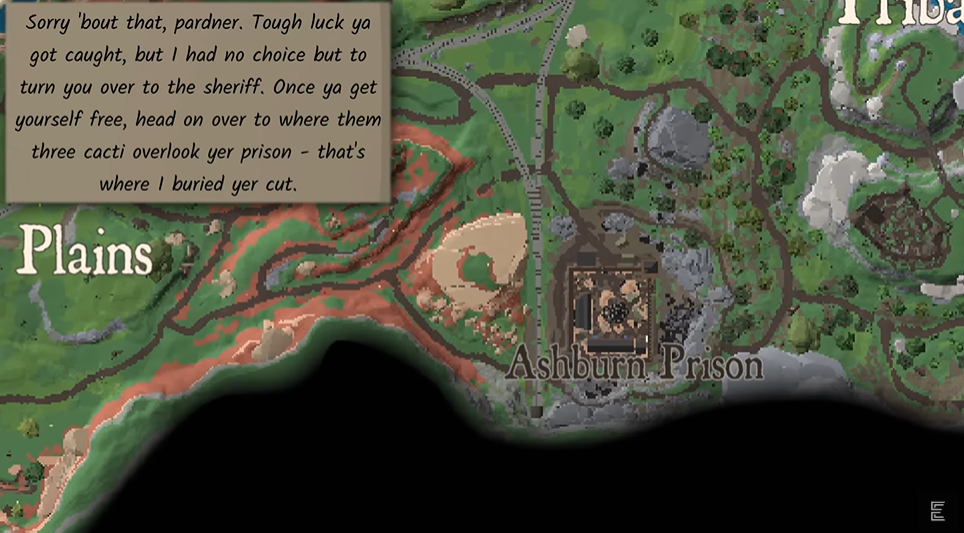 Sorry 'bout that, pardner. Tough luck ya
got caught, but I had no choice but to
turn you over to the sheriff. Once ya get
yourself free, head on over to where them
three cacti overlook yer prison - that's
where I buried yer cut.
Plains
Ashburn Prison